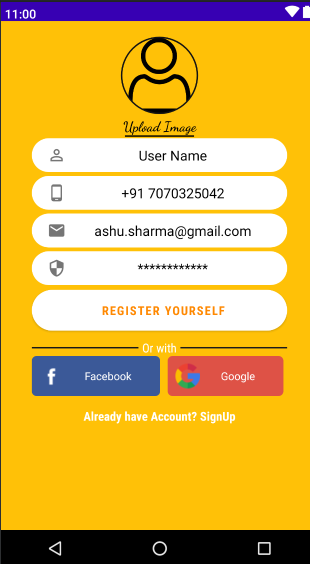 11:00
Upload Image
User Name
+91 7070325042
ashu.sharma@gmail.com
************
REGISTER YOURSELF
Or with
f Facebook
G Google
Already have Account? SignUp